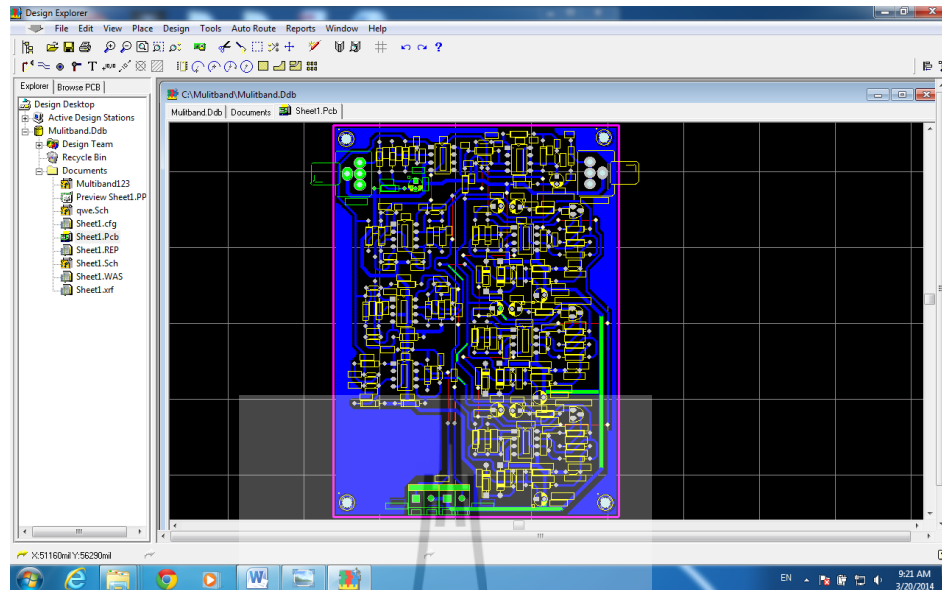 Design Explorer
File Edit View Place Design Tools Auto Route Reports Window Help
Explorer Browse PCB
Design Desktop
Active Design Stations
Mulitband.Ddb
Design Team
Recycle Bin
Documents
Multiband123
Preview Sheet1.PP
qwe.Sch
Sheet1.cfg
Sheet1.Pcb
Sheet1.REP
Sheet1.Sch
Sheet1.WAS
Sheet1.xrf
C:\Mulitband\Mulitband.Ddb
Mulitband.Ddb Documents Sheet1.Pcb
X:51160mil Y:56290mil
EN
9:21 AM
3/20/2014